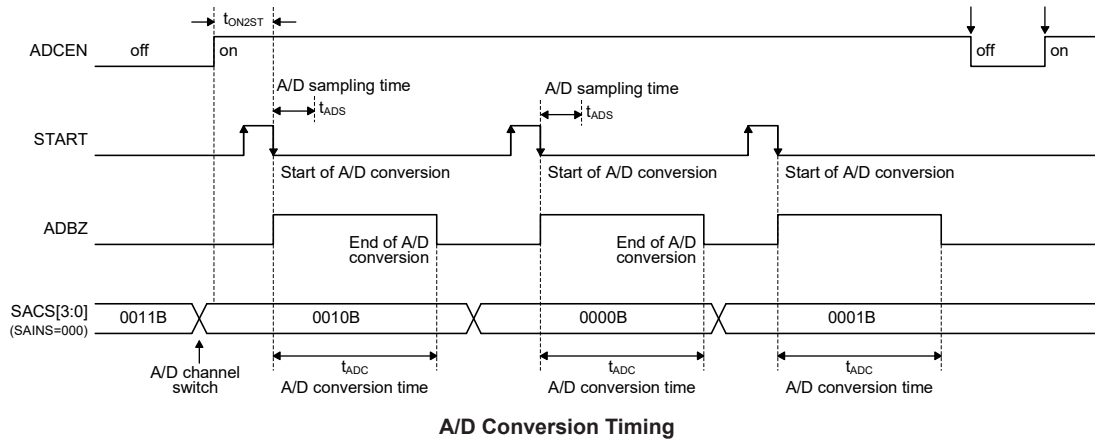 tON2ST
ADCEN
off
on
off
on
A/D sampling time
tADS
A/D sampling time
tADS
START
Start of A/D conversion
Start of A/D conversion
Start of A/D conversion
ADBZ
End of A/D
conversion
End of A/D
conversion
SACS[3:0]
(SAINS=000)
0011B
0010B
0000B
0001B
A/D channel
switch
tADC
A/D conversion time
tADC
A/D conversion time
tADC
A/D conversion time
A/D Conversion Timing